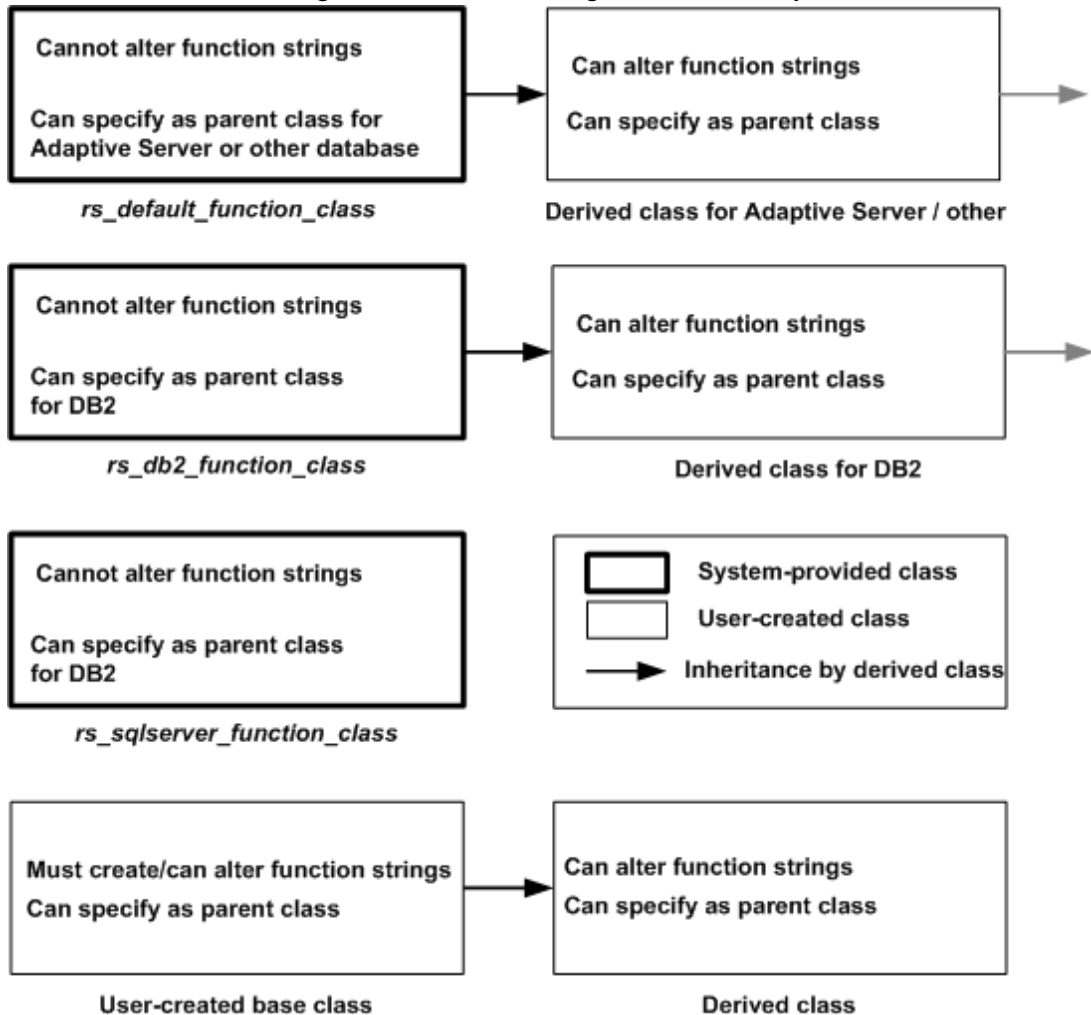 Cannot alter function strings
Can specify as parent class for
Adaptive Server or other database
rs_default_function_class
Can alter function strings
Can specify as parent class
Derived class for Adaptive Server / other
Cannot alter function strings
Can specify as parent class
for DB2
rs_db2_function_class
Can alter function strings
Can specify as parent class
Derived class for DB2
Cannot alter function strings
Can specify as parent class
for DB2
rs_sqlserver_function_class
System-provided class
User-created class
Inheritance by derived class
Must create/can alter function strings
Can specify as parent class
User-created base class
Can alter function strings
Can specify as parent class
Derived class